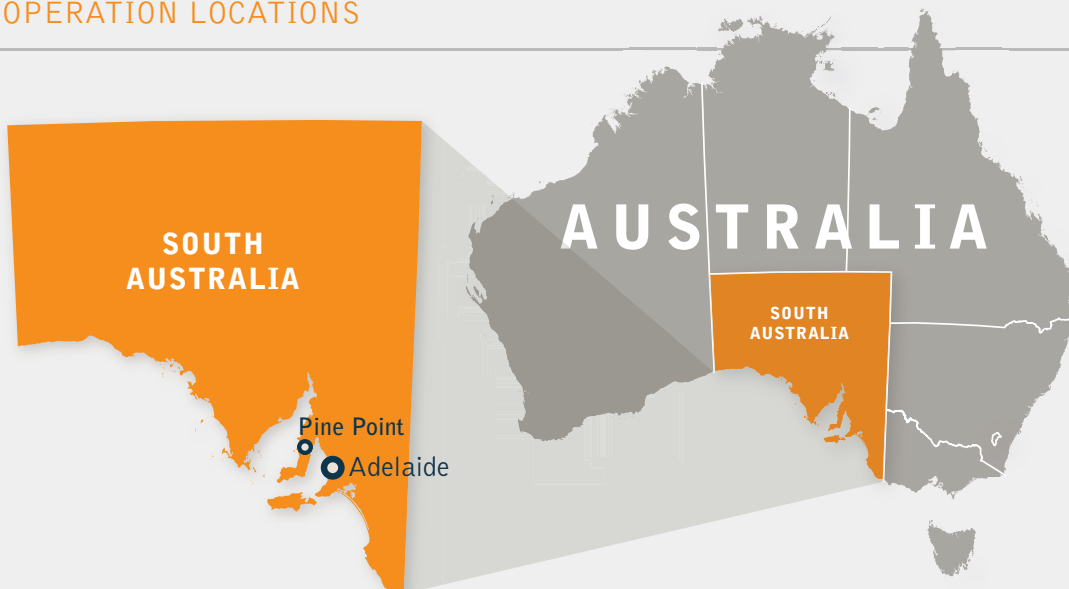 OPERATION LOCATIONS
AUSTRALIA
SOUTH
AUSTRALIA
SOUTH
AUSTRALIA
Pine Point
Adelaide